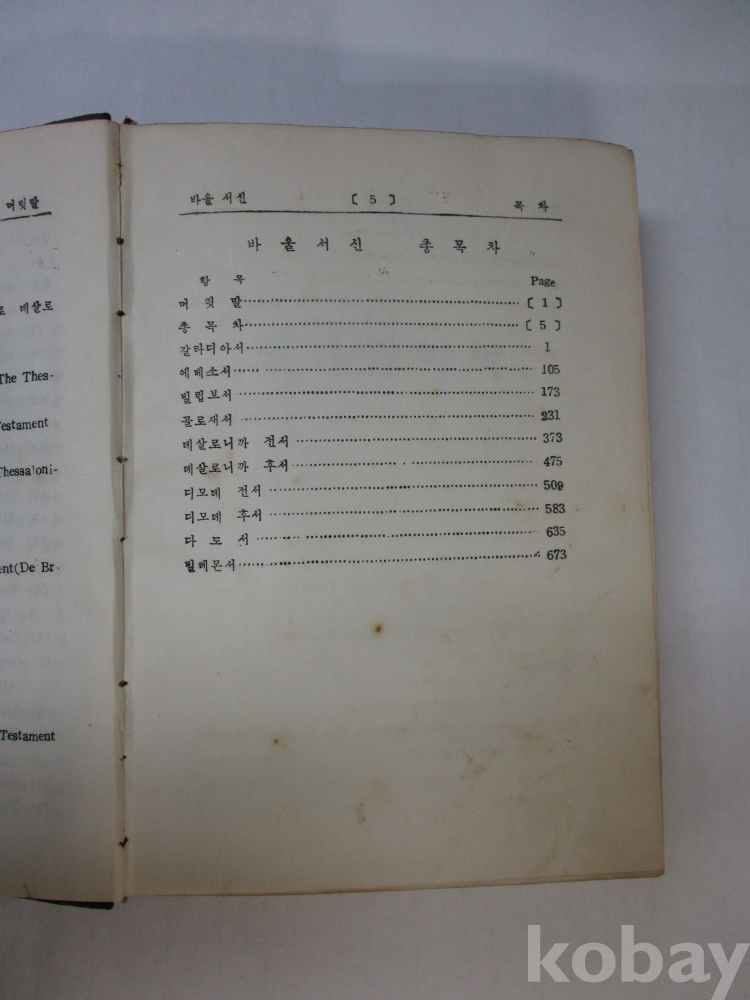 머릿말
로 데살로
The Thes-
estament
Thessaloni-
ent(De Br-
Testament
바울 서신 [ 5 ] 목 차
바 울 서 신 총 목 차
항 목 Page
머 릿 말 [ 1 ]
총 목 차 [ 5 ]
갈라디아서 1
에베소서 105
빌립보서 173
골로새서 231
데살로니까 전서 373
데살로니까 후서 475
디모데 전서 509
디모데 후서 583
디 도 서 635
빌레몬서 673
kobay